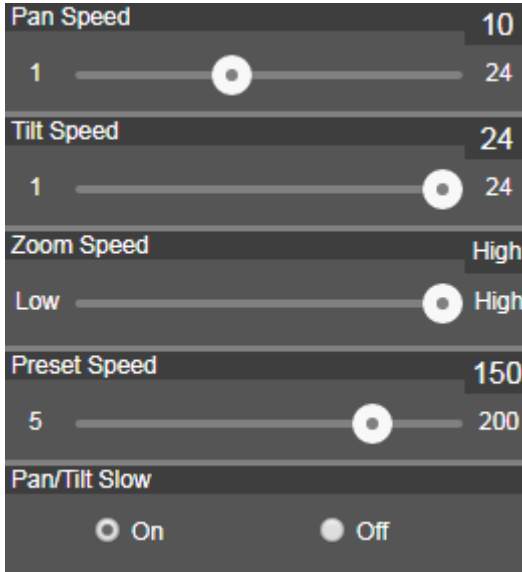 Pan Speed 10
1 24
Tilt Speed 24
1 24
Zoom Speed High
Low High
Preset Speed 150
5 200
Pan/Tilt Slow
On Off